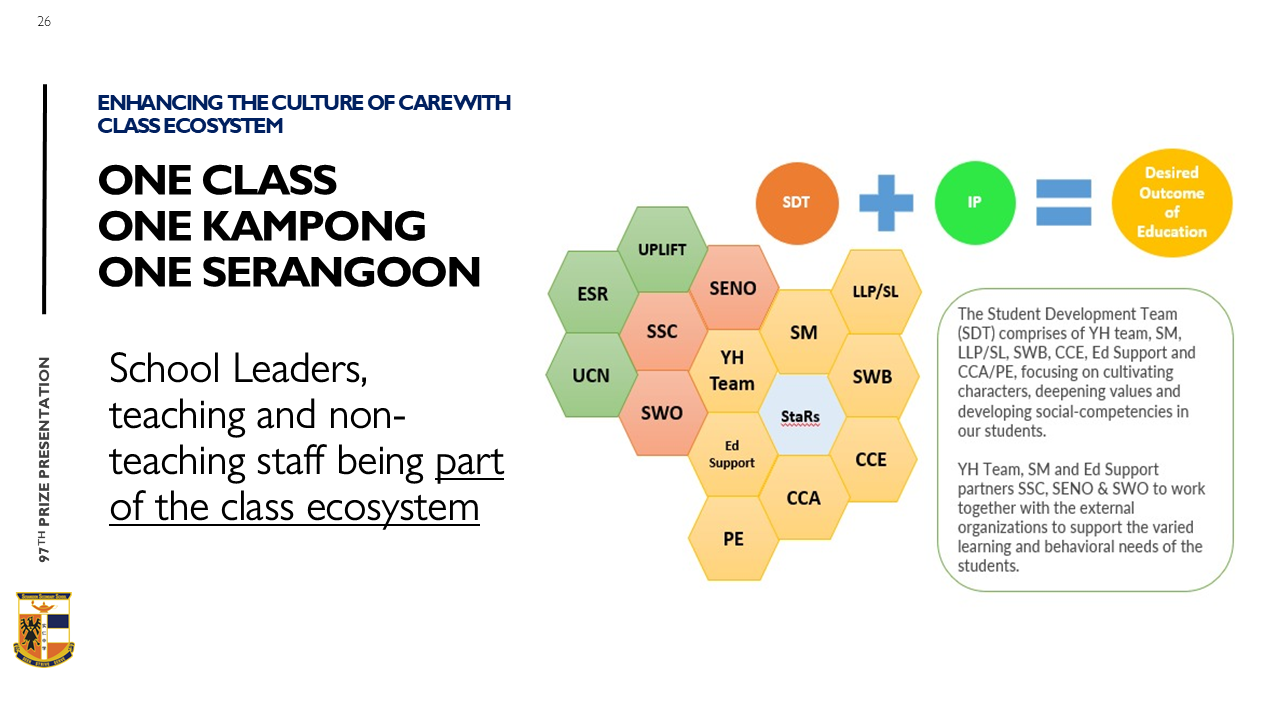 26
ENHANCING THE CULTURE OF CARE WITH
CLASS ECOSYSTEM
ONE CLASS
ONE KAMPONG
ONE SERANGOON
School Leaders,
teaching and non-
teaching staff being part
of the class ecosystem
97TH PRIZE PRESENTATION
SDT
IP
Desired
Outcome
of
Education
UPLIFT
ESR
SENO
LLP/SL
SSC
SM
YH
Team
UCN
SWB
SWO
StaRs
Ed
Support
CCE
CCA
PE
The Student Development Team
(SDT) comprises of YH team, SM,
LLP/SL, SWB, CCE, Ed Support and
CCA/PE, focusing on cultivating
characters, deepening values and
developing social-competencies in
our students.
YH Team, SM and Ed Support
partners SSC, SENO & SWO to work
together with the external
organizations to support the varied
learning and behavioral needs of the
students.